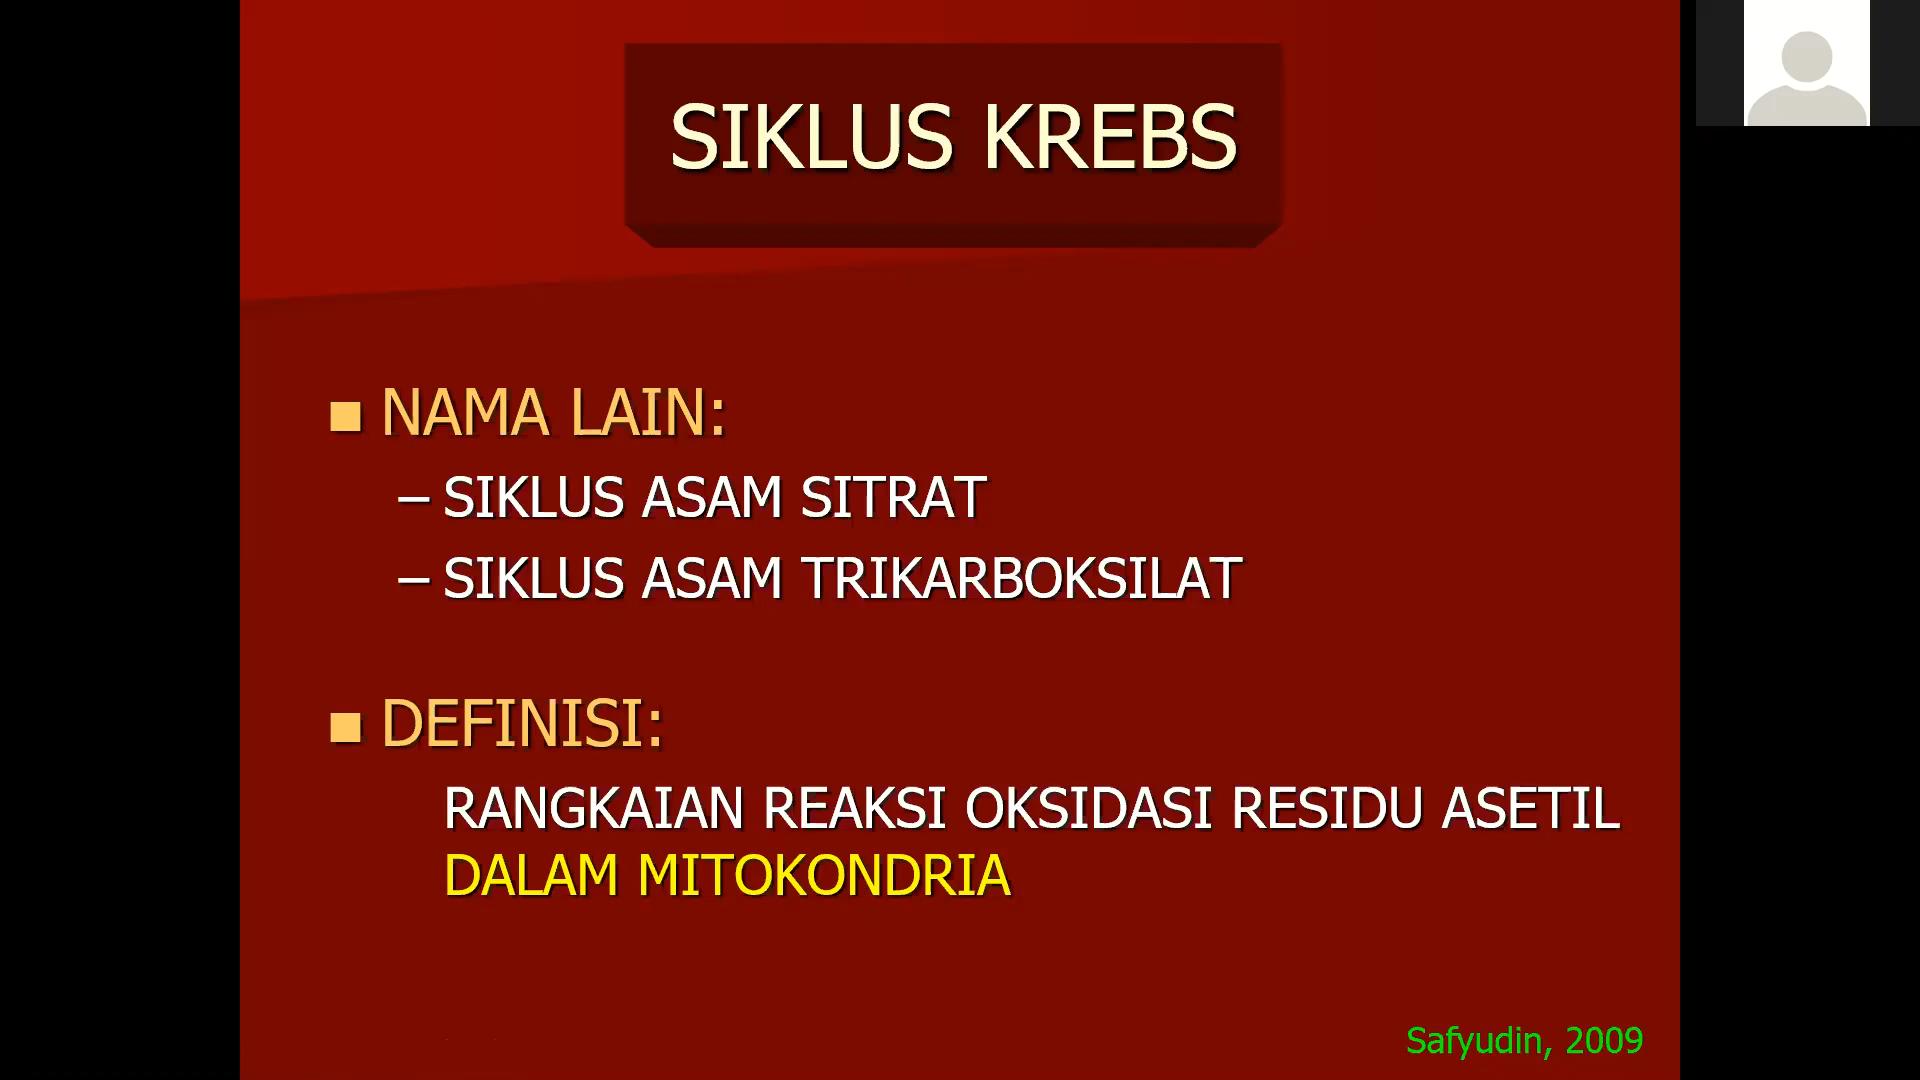 SIKLUS KREBS
NAMA LAIN:
– SIKLUS ASAM SITRAT
– SIKLUS ASAM TRIKARBOKSILAT
DEFINISI:
RANGKAIAN REAKSI OKSIDASI RESIDU ASETIL
DALAM MITOKONDRIA
Safyudin, 2009